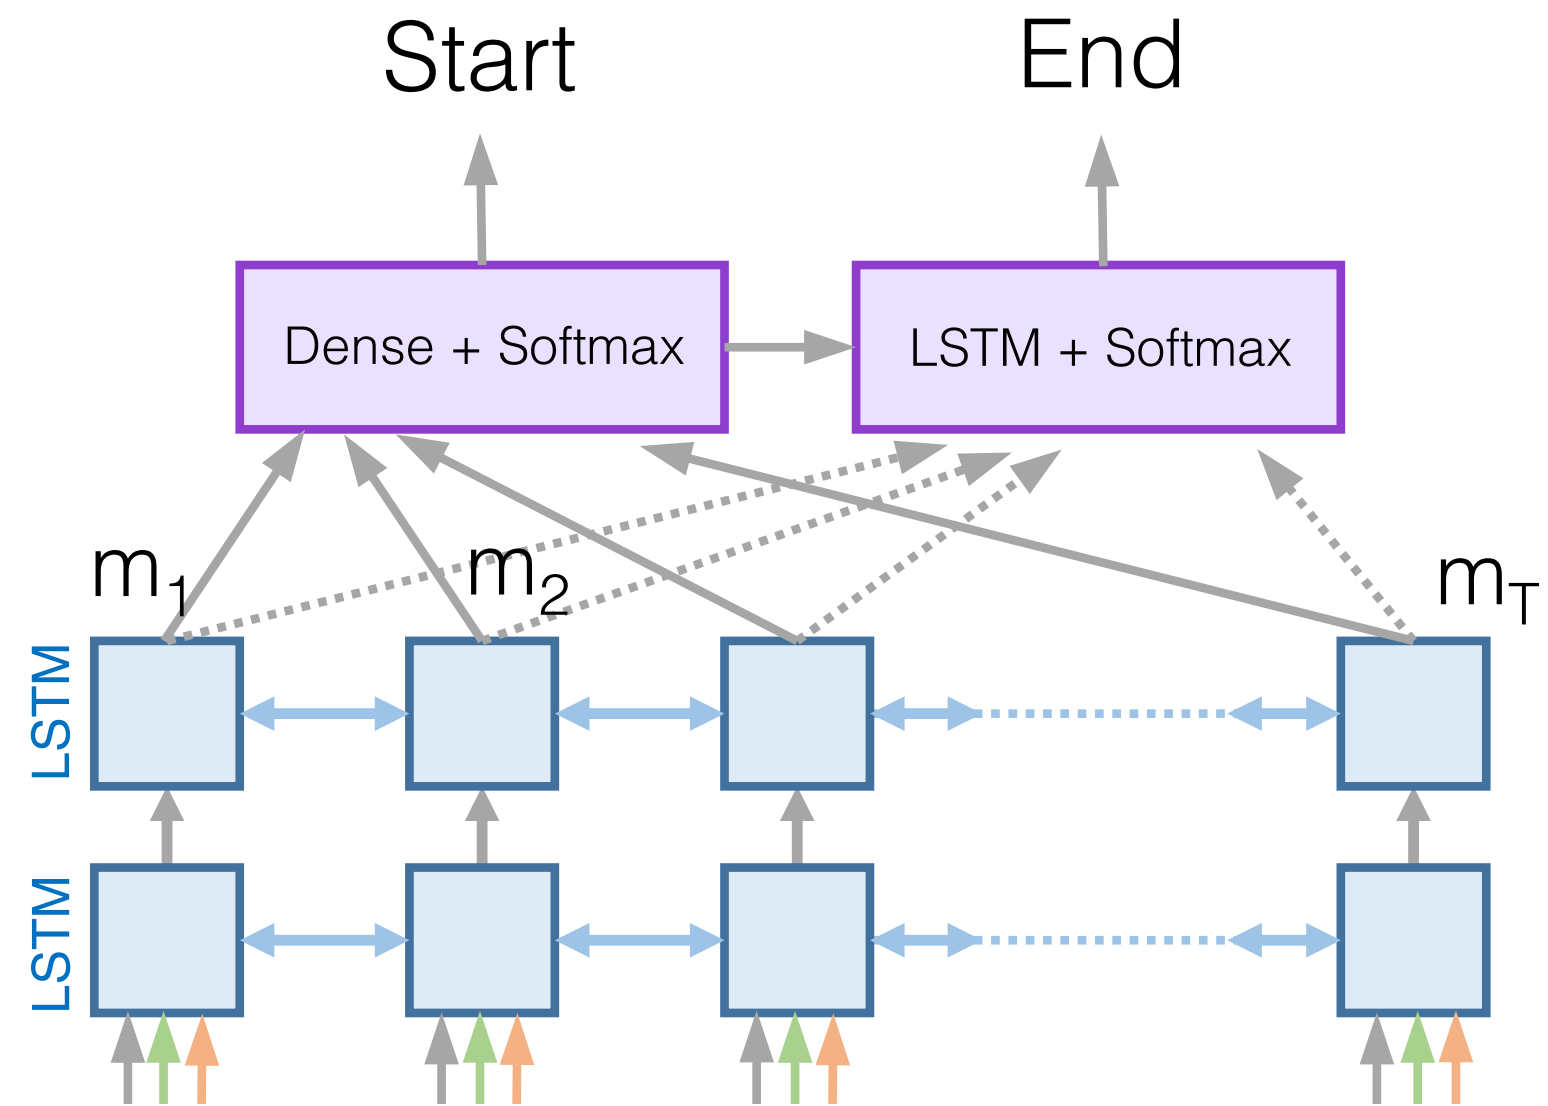 Start
End
Dense + Softmax
LSTM + Softmax
m1
m2
mT
LSTM
LSTM